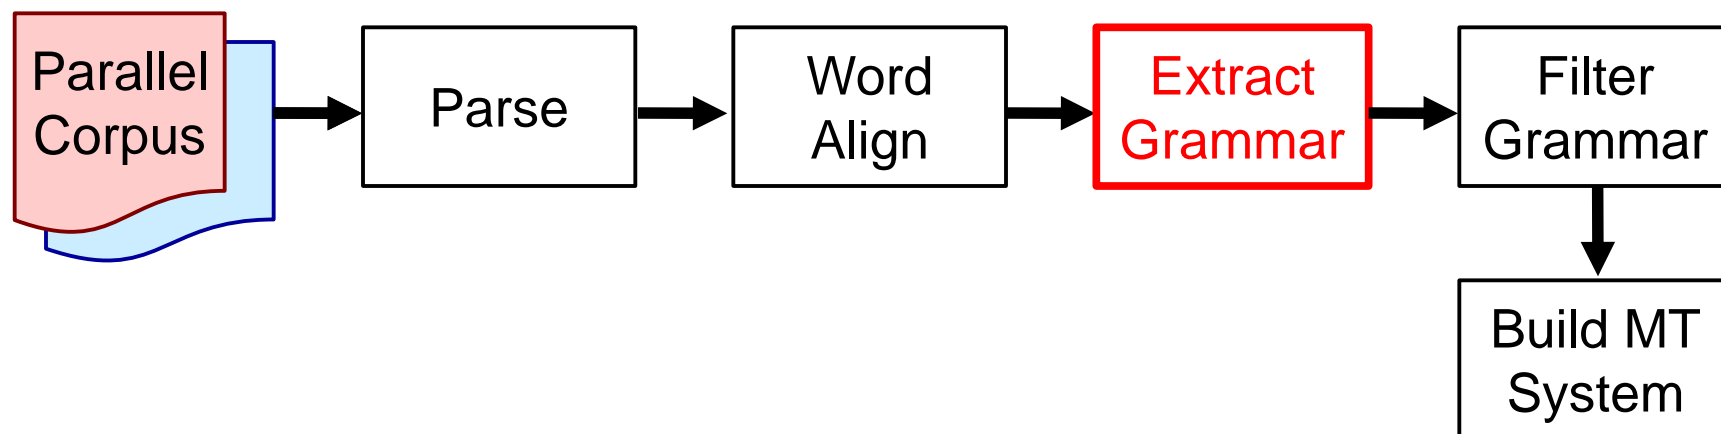 Parallel
Corpus
Parse
Word
Align
Extract
Grammar
Filter
Grammar
Build MT
System